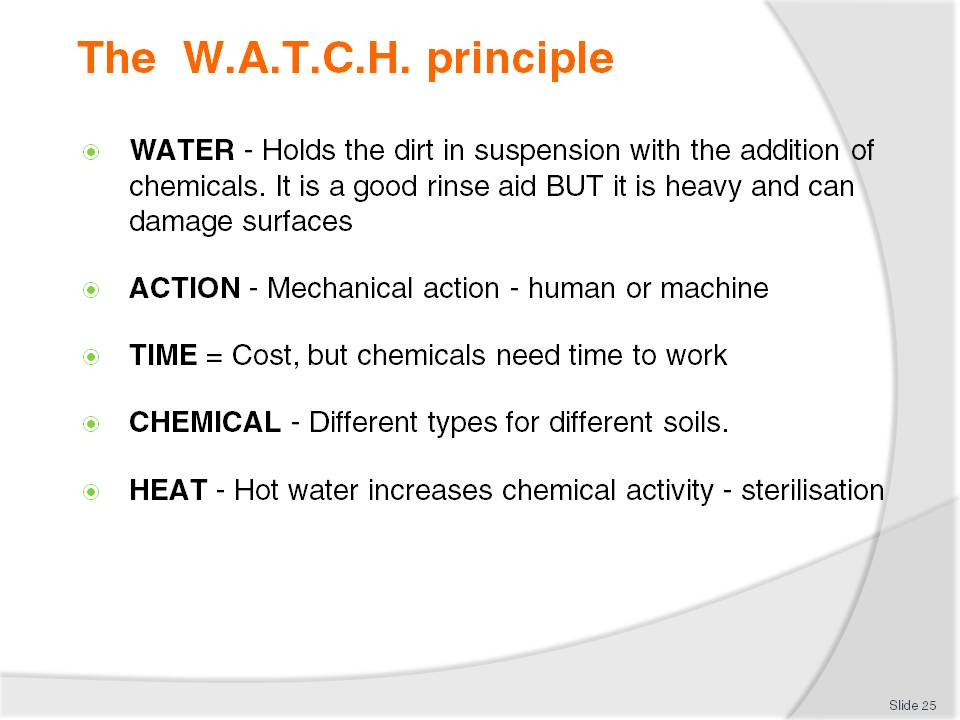 The  W.A.T.C.H. principle
WATER - Holds the dirt in suspension with the addition of
chemicals. It is a good rinse aid BUT it is heavy and can
damage surfaces
ACTION - Mechanical action - human or machine
TIME = Cost, but chemicals need time to work
CHEMICAL - Different types for different soils.
HEAT - Hot water increases chemical activity - sterilisation
Slide 25